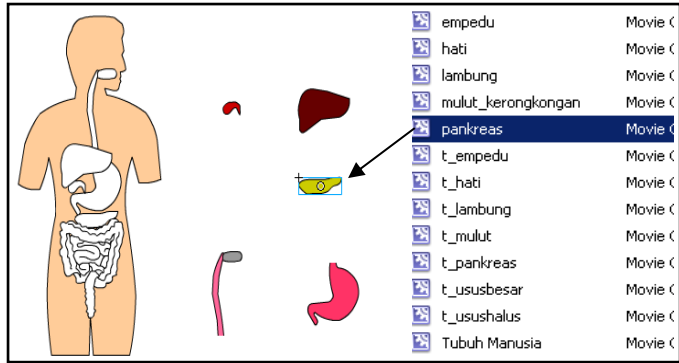 empedu Movie C
hati Movie C
lambung Movie C
mulut_kerongkongan Movie C
pankreas Movie C
t_empedu Movie C
t_hati Movie C
t_lambung Movie C
t_mulut Movie C
t_pankreas Movie C
t_ususbesar Movie C
t_usushalus Movie C
Tubuh Manusia Movie C